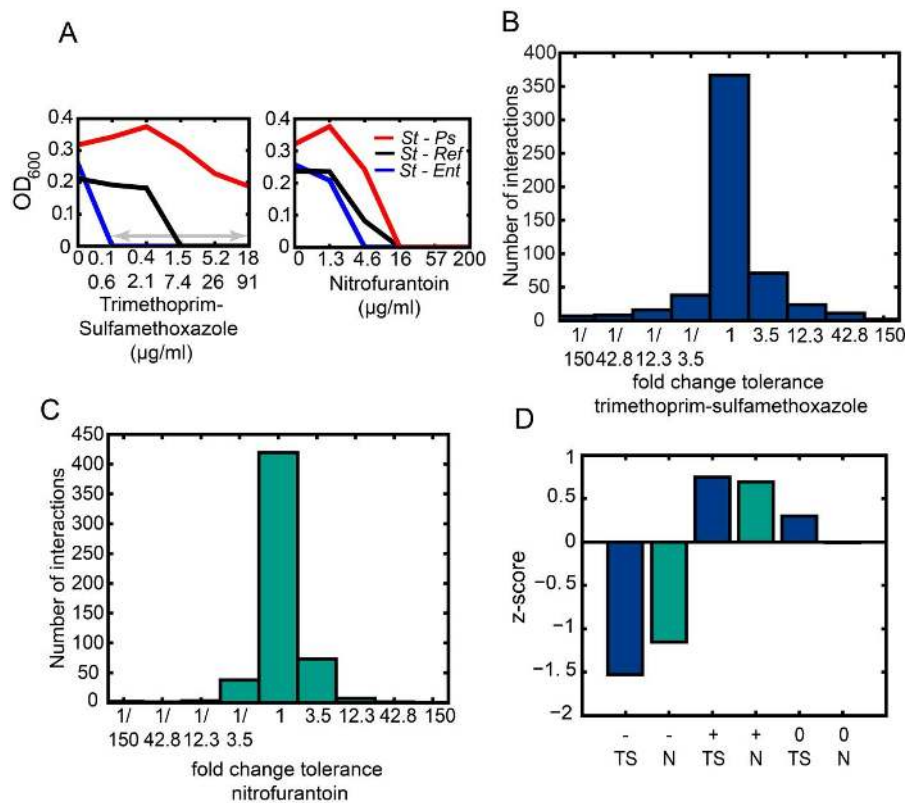 A
OD600
0.4
0.3
0.2
0.1
0
0 0.1 0.4 1.5 5.2 18
0.6 2.1 7.4 26 91
Trimethoprim-
Sulfamethoxazole
(µg/ml)
0.4
0.3
0.2
0.1
0
St - Ps
St - Ref
St - Ent
0 1.3 4.6 16 57 200
Nitrofurantoin
(µg/ml)
B
Number of interactions
400
350
300
250
200
150
100
50
0
1/ 1/ 1/ 1/ 1 3.5 12.3 42.8 150
150 42.8 12.3 3.5
fold change tolerance
trimethoprim-sulfamethoxazole
C
Number of interactions
450
400
350
300
250
200
150
100
50
0
1/ 1/ 1/ 1/ 1 3.5 12.3 42.8 150
150 42.8 12.3 3.5
fold change tolerance
nitrofurantoin
D
z-score
1
0.5
0
−0.5
−1
−1.5
−2
- - + + 0 0
TS N TS N TS N